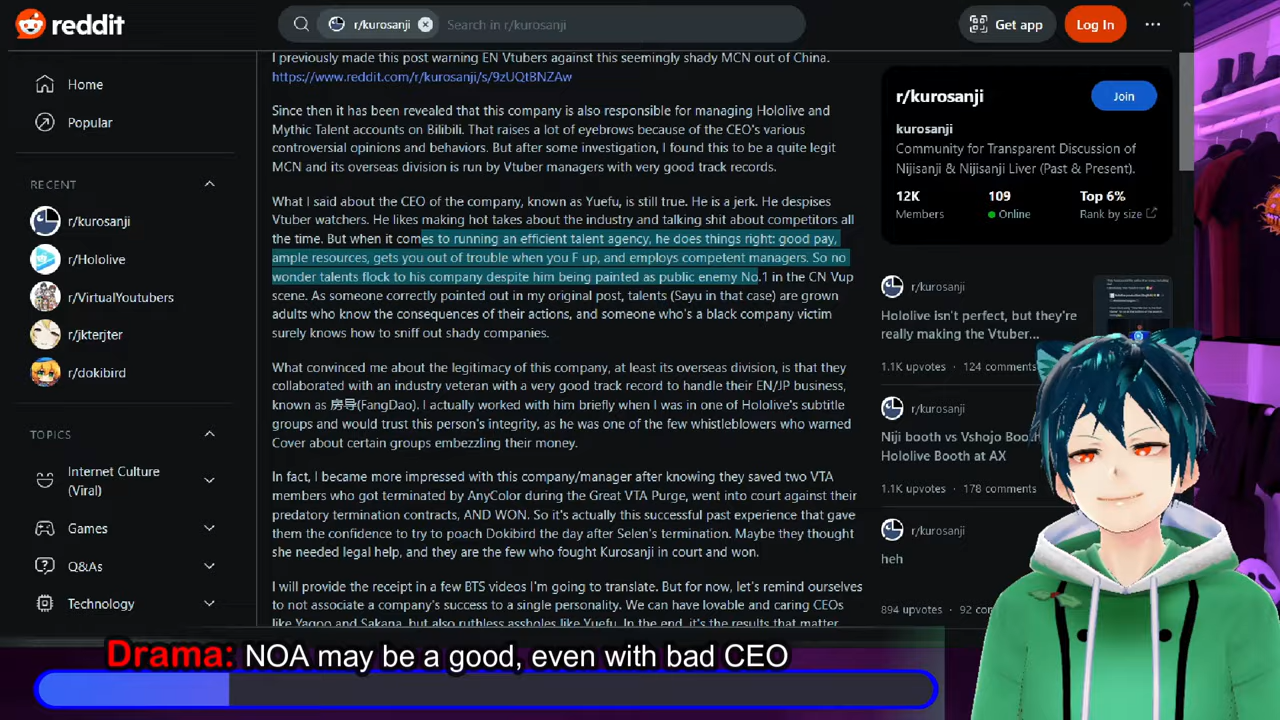 reddit
r/kurosanji
Search in r/kurosanji
Get app
Log In
Home
Popular
RECENT
r/kurosanji
r/Hololive
r/VirtualYoutubers
r/jkterjter
r/dokibird
TOPICS
Internet Culture
(Viral)
Games
Q&As
Technology
I previously made this post warning EN Vtubers against this seemingly shady MCN out of China.
https://www.reddit.com/r/kurosanji/s/9zUQtBNZAw
Since then it has been revealed that this company is also responsible for managing Hololive and
Mythic Talent accounts on Bilibili. That raises a lot of eyebrows because of the CEO's various
controversial opinions and behaviors. But after some investigation, I found this to be a quite legit
MCN and its overseas division is run by Vtuber managers with very good track records.
What I said about the CEO of the company, known as Yuefu, is still true. He is a jerk. He despises
Vtuber watchers. He likes making hot takes about the industry and talking shit about competitors all
the time. But when it comes to running an efficient talent agency, he does things right: good pay,
ample resources, gets you out of trouble when you F up, and employs competent managers. So no
wonder talents flock to his company despite him being painted as public enemy No.1 in the CN Vup
scene. As someone correctly pointed out in my original post, talents (Sayu in that case) are grown
adults who know the consequences of their actions, and someone who's a black company victim
surely knows how to sniff out shady companies.
What convinced me about the legitimacy of this company, at least its overseas division, is that they
collaborated with an industry veteran with a very good track record to handle their EN/JP business,
known as 房导(FangDao). I actually worked with him briefly when I was in one of Hololive's subtitle
groups and would trust this person's integrity, as he was one of the few whistleblowers who warned
Cover about certain groups embezzling their money.
In fact, I became more impressed with this company/manager after knowing they saved two VTA
members who got terminated by AnyColor during the Great VTA Purge, went into court against their
predatory termination contracts, AND WON. So it's actually this successful past experience that gave
them the confidence to try to poach Dokibird the day after Selen's termination. Maybe they thought
she needed legal help, and they are the few who fought Kurosanji in court and won.
I will provide the receipt in a few BTS videos I'm going to translate. But for now, let's remind ourselves
to not associate a company's success to a single personality. We can have lovable and caring CEOs
like Yagoo and Sakana, but also ruthless assholes like Yuefu. In the end, it's the results that matter
r/kurosanji
Join
kurosanji
Community for Transparent Discussion of
Nijisanji & Nijisanji Liver (Past & Present).
12K
109
Top 6%
Members
Online
Rank by size
r/kurosanji
Hololive isn't perfect, but they're
really making the Vtuber...
1.1K upvotes · 124 comments
r/kurosanji
Niji booth vs Vshojo Boo
Hololive Booth at AX
1.1K upvotes · 178 comments
r/kurosanji
heh
894 upvotes · 92 com
Drama: NOA may be a good, even with bad CEO